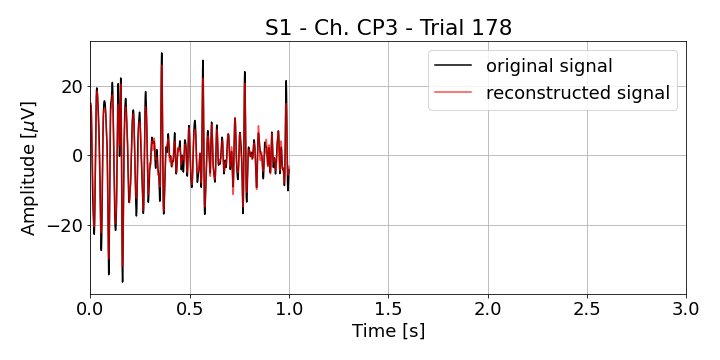 S1 - Ch. CP3 - Trial 178
original signal
reconstructed signal
Amplitude [μV]
20
0
−20
0.0 0.5 1.0 1.5 2.0 2.5 3.0
Time [s]